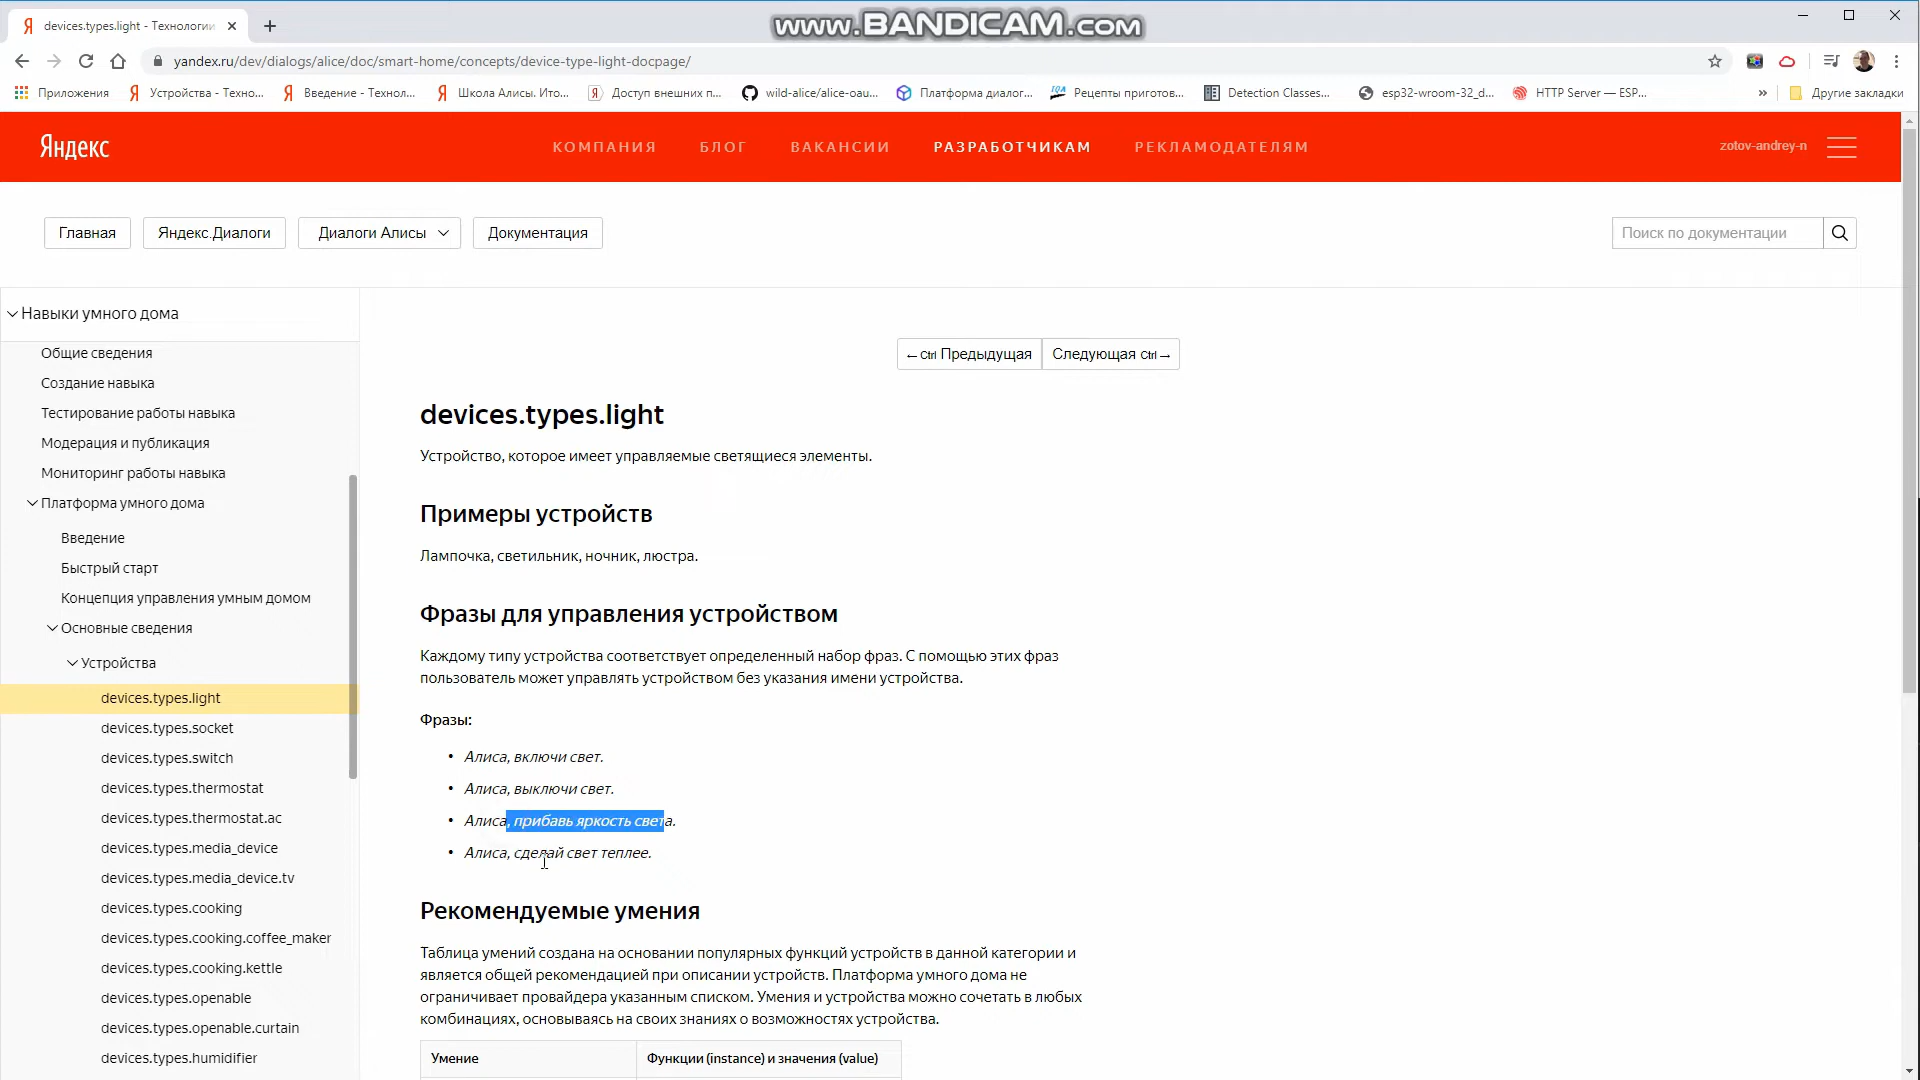 devices.types.light - Технологии
www.BANDICAM.com
yandex.ru/dev/dialogs/alice/doc/smart-home/concepts/device-type-light-docpage/
Приложения
Устройства - Техно...
Введение - Технол...
Школа Алисы. Ито...
Доступ внешних п...
wild-alice/alice-oau...
Платформа диалог...
Рецепты приготов...
Detection Classes...
esp32-wroom-32_d...
HTTP Server — ESP...
»
Другие закладки
Яндекс
КОМПАНИЯ
БЛОГ
ВАКАНСИИ
РАЗРАБОТЧИКАМ
РЕКЛАМОДАТЕЛЯМ
zotov-andrey-n
Главная
Яндекс.Диалоги
Диалоги Алисы
Документация
Поиск по документации
Навыки умного дома
Общие сведения
Создание навыка
Тестирование работы навыка
Модерация и публикация
Мониторинг работы навыка
Платформа умного дома
Введение
Быстрый старт
Концепция управления умным домом
Основные сведения
Устройства
devices.types.light
devices.types.socket
devices.types.switch
devices.types.thermostat
devices.types.thermostat.ac
devices.types.media_device
devices.types.media_device.tv
devices.types.cooking
devices.types.cooking.coffee_maker
devices.types.cooking.kettle
devices.types.openable
devices.types.openable.curtain
devices.types.humidifier
←Ctrl Предыдущая
Следующая Ctrl→
devices.types.light
Устройство, которое имеет управляемые светящиеся элементы.
Примеры устройств
Лампочка, светильник, ночник, люстра.
Фразы для управления устройством
Каждому типу устройства соответствует определенный набор фраз. С помощью этих фраз
пользователь может управлять устройством без указания имени устройства.
Фразы:
• Алиса, включи свет.
• Алиса, выключи свет.
• Алиса, прибавь яркость света.
• Алиса, сделай свет теплее.
Рекомендуемые умения
Таблица умений создана на основании популярных функций устройств в данной категории и
является общей рекомендацией при описании устройств. Платформа умного дома не
ограничивает провайдера указанным списком. Умения и устройства можно сочетать в любых
комбинациях, основываясь на своих знаниях о возможностях устройства.
Умение
Функции (instance) и значения (value)